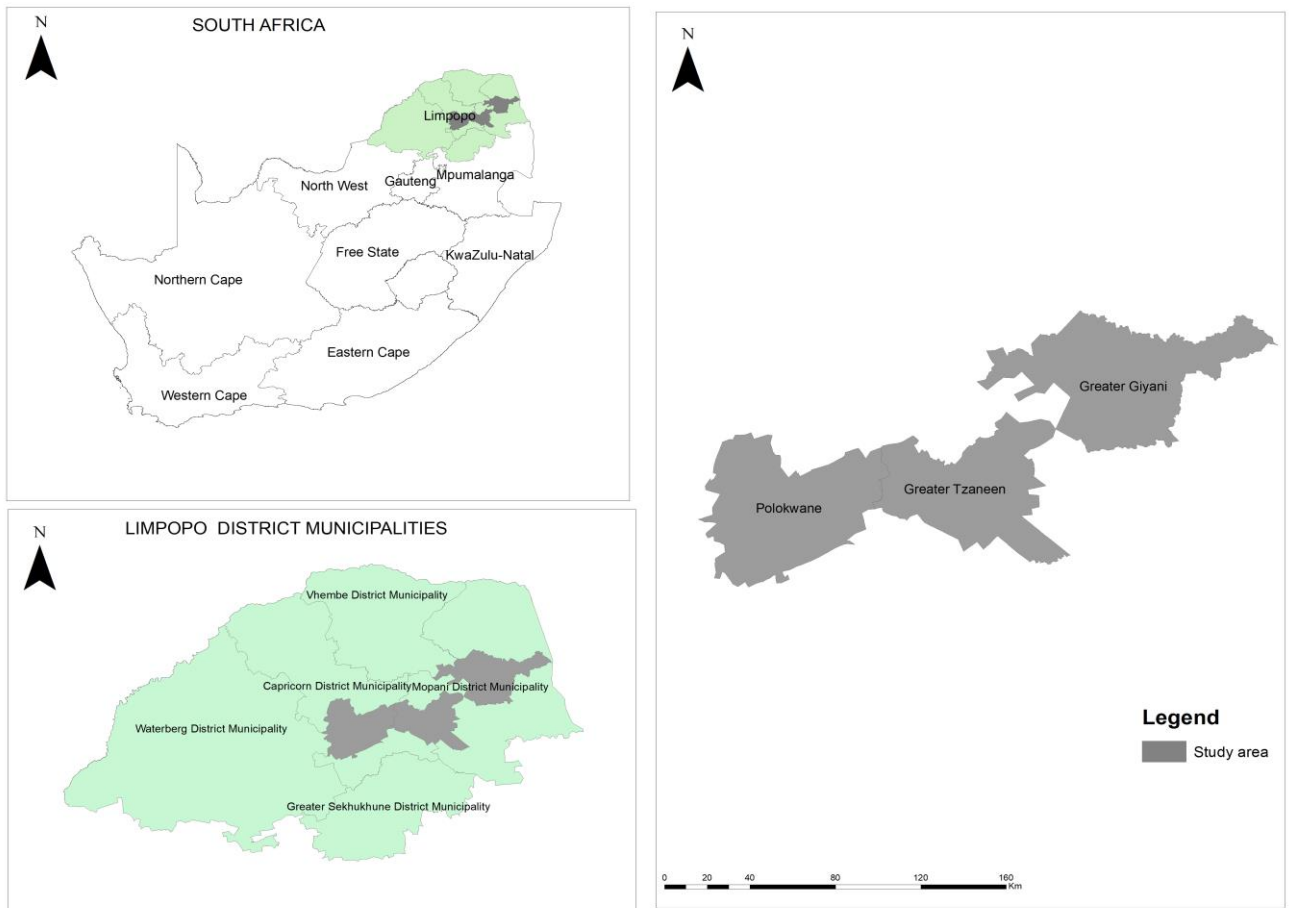 N
SOUTH AFRICA
Limpopo
North West
Gauteng
Mpumalanga
Free State
KwaZulu-Natal
Northern Cape
Eastern Cape
Western Cape
N
LIMPOPO DISTRICT MUNICIPALITIES
Vhembe District Municipality
Capricorn District Municipality
Mopani District Municipality
Waterberg District Municipality
Greater Sekhukhune District Municipality
N
Greater Giyani
Greater Tzaneen
Polokwane
Legend
Study area
0 20 40 80 120 160
Km